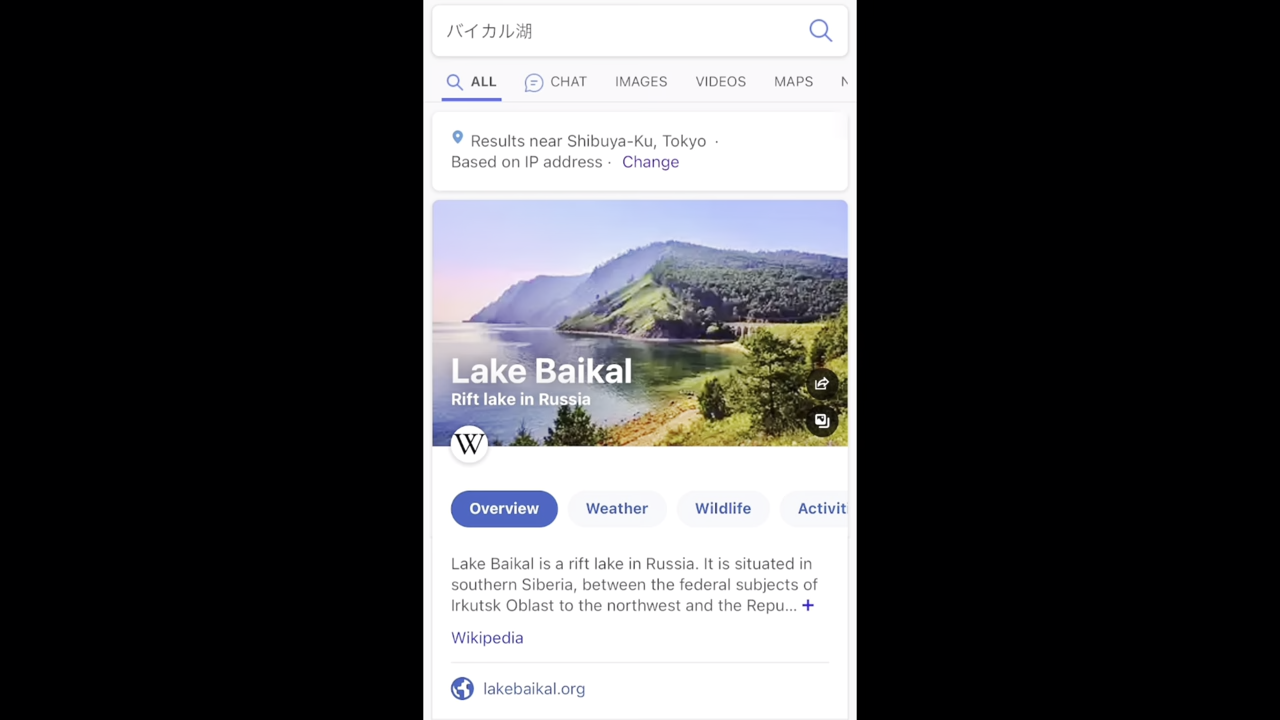 バイカル湖
ALL CHAT IMAGES VIDEOS MAPS N
Results near Shibuya-Ku, Tokyo ·
Based on IP address · Change
Lake Baikal
Rift lake in Russia
W
Overview Weather Wildlife Activit
Lake Baikal is a rift lake in Russia. It is situated in
southern Siberia, between the federal subjects of
Irkutsk Oblast to the northwest and the Repu... +
Wikipedia
lakebaikal.org